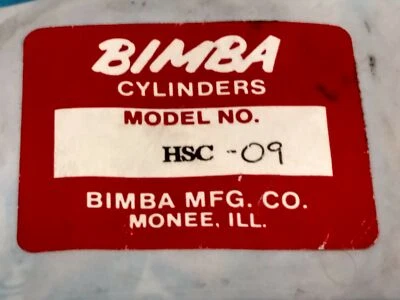 BIMBA
CYLINDERS
MODEL NO.
HSC -09
BIMBA MFG. CO.
MONEE, ILL.